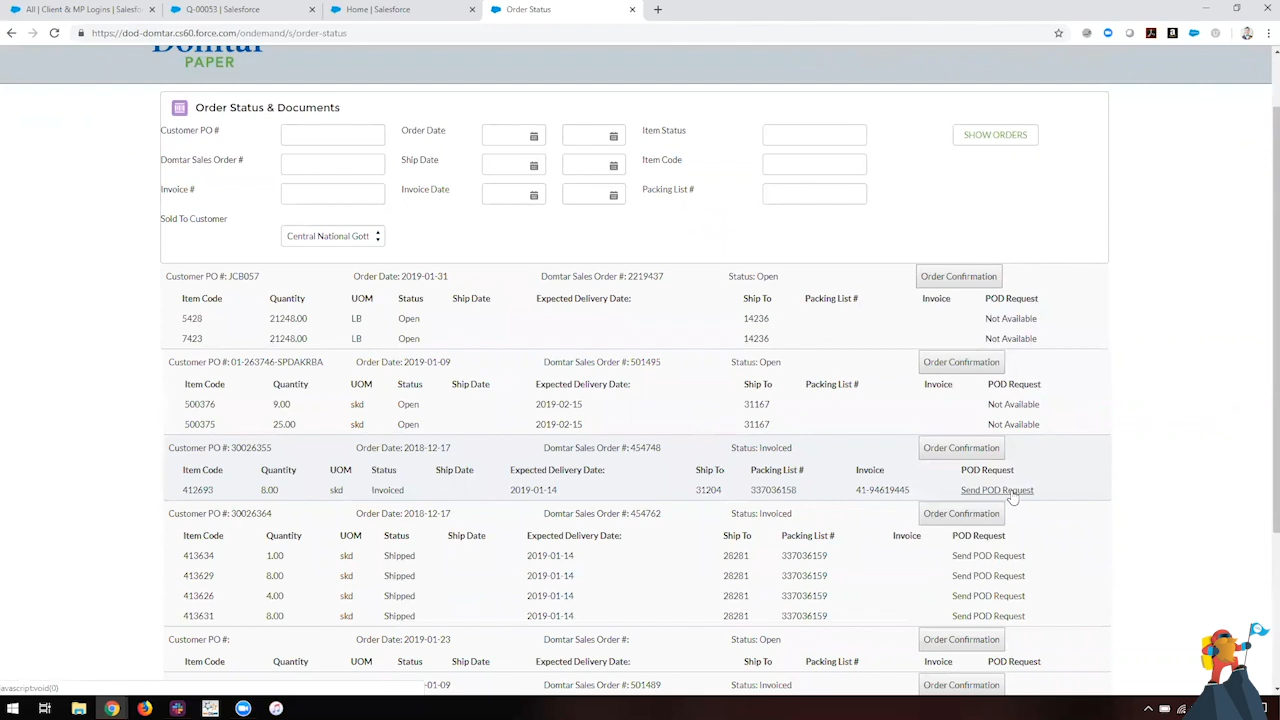 All | Client & MP Logins | Salesfo
Q-00053 | Salesforce
Home | Salesforce
Order Status
https://dod-domtar.cs60.force.com/ondemand/s/order-status
Domtar
PAPER
Order Status & Documents
Customer PO # Order Date Item Status SHOW ORDERS
Domtar Sales Order # Ship Date Item Code
Invoice # Invoice Date Packing List #
Sold To Customer
Central National Gott
Customer PO #: JCB057 Order Date: 2019-01-31 Domtar Sales Order #: 2219437 Status: Open Order Confirmation
Item Code Quantity UOM Status Ship Date Expected Delivery Date: Ship To Packing List # Invoice POD Request
5428 21248.00 LB Open 14236 Not Available
7423 21248.00 LB Open 14236 Not Available
Customer PO #: 01-263746-SPDAKRBA Order Date: 2019-01-09 Domtar Sales Order #: 501495 Status: Open Order Confirmation
Item Code Quantity UOM Status Ship Date Expected Delivery Date: Ship To Packing List # Invoice POD Request
500376 9.00 skd Open 2019-02-15 31167 Not Available
500375 25.00 skd Open 2019-02-15 31167 Not Available
Customer PO #: 30026355 Order Date: 2018-12-17 Domtar Sales Order #: 454748 Status: Invoiced Order Confirmation
Item Code Quantity UOM Status Ship Date Expected Delivery Date: Ship To Packing List # Invoice POD Request
412693 8.00 skd Invoiced 2019-01-14 31204 337036158 41-94619445 Send POD Request
Customer PO #: 30026364 Order Date: 2018-12-17 Domtar Sales Order #: 454762 Status: Invoiced Order Confirmation
Item Code Quantity UOM Status Ship Date Expected Delivery Date: Ship To Packing List # Invoice POD Request
413634 1.00 skd Shipped 2019-01-14 28281 337036159 Send POD Request
413629 8.00 skd Shipped 2019-01-14 28281 337036159 Send POD Request
413626 4.00 skd Shipped 2019-01-14 28281 337036159 Send POD Request
413631 8.00 skd Shipped 2019-01-14 28281 337036159 Send POD Request
Customer PO #: Order Date: 2019-01-23 Domtar Sales Order #: Status: Open Order Confirmation
Item Code Quantity UOM Status Ship Date Expected Delivery Date: Ship To Packing List # Invoice POD Request
-01-09 Domtar Sales Order #: 501489 Status: Invoiced Order Confirmation
javascript:void(0)